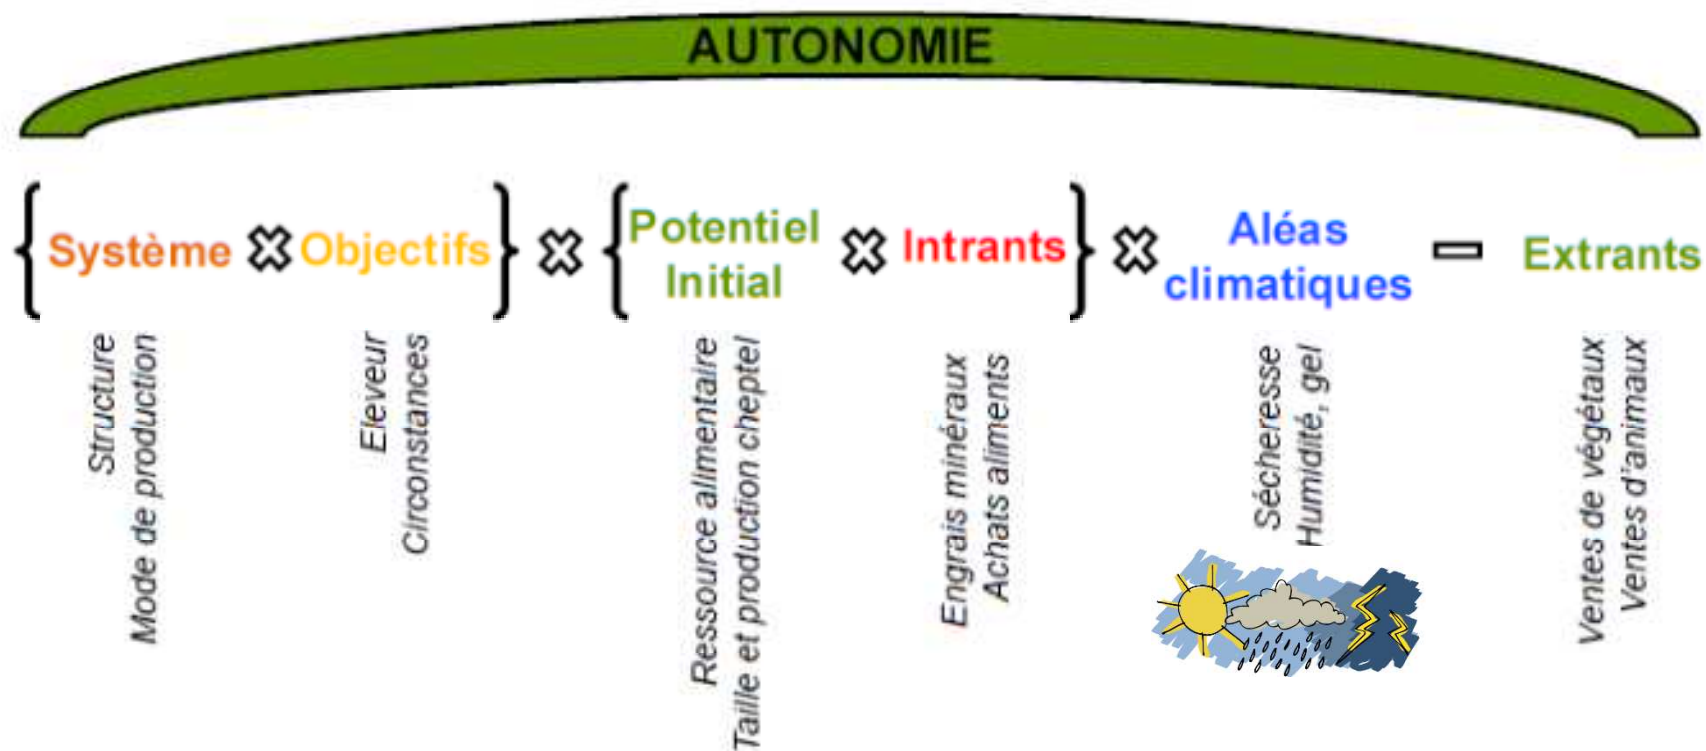 AUTONOMIE
{ Système × Objectifs } × { Potentiel Initial × Intrants } × Aléas climatiques – Extrants
Structure
Mode de production
Eleveur
Circonstances
Ressource alimentaire
Taille et production cheptel
Engrais minéraux
Achats aliments
Sécheresse
Humidité, gel
Ventes de végétaux
Ventes d'animaux